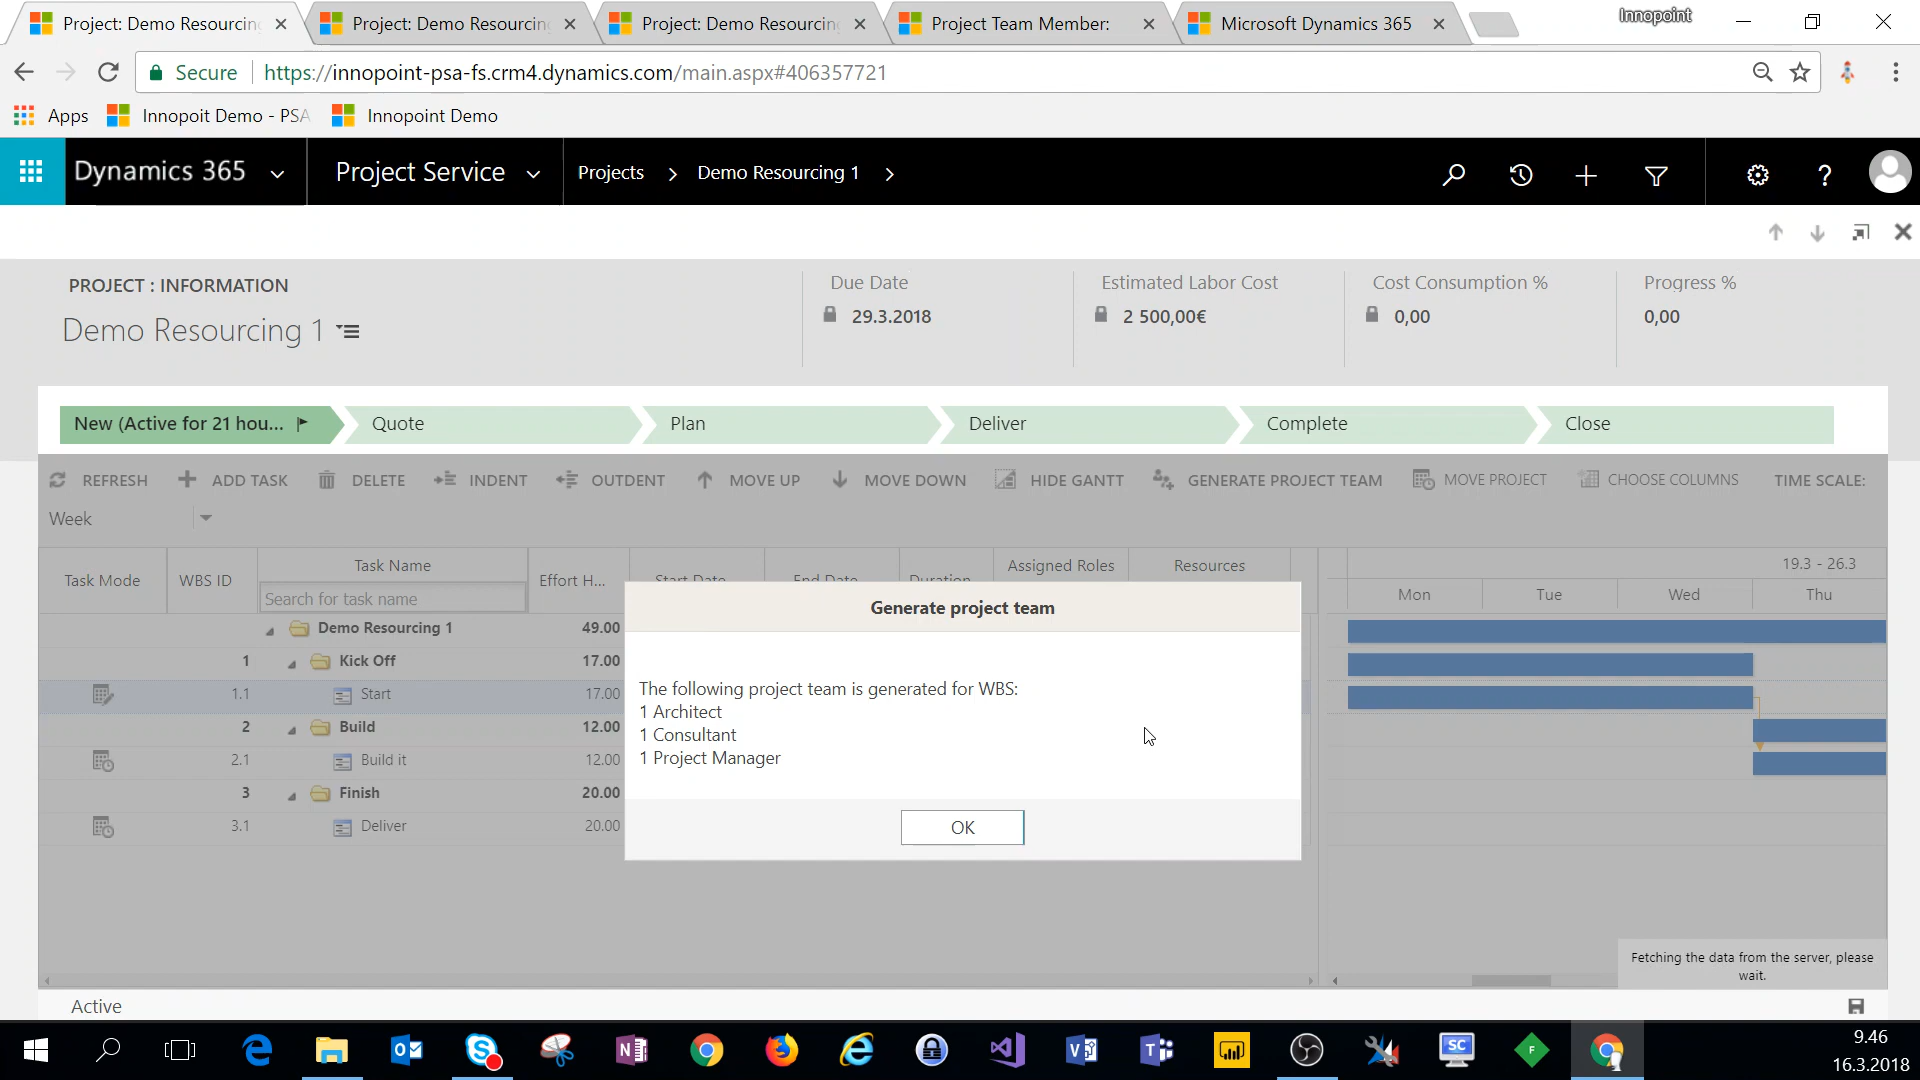 Project: Demo Resourcing
Project: Demo Resourcing
Project: Demo Resourcing
Project Team Member:
Microsoft Dynamics 365
Innopoint
Secure
https://innopoint-psa-fs.crm4.dynamics.com/main.aspx#406357721
Apps
Innopoit Demo - PSA
Innopoint Demo
Dynamics 365
Project Service
Projects
Demo Resourcing 1
PROJECT : INFORMATION
Demo Resourcing 1
Due Date
29.3.2018
Estimated Labor Cost
2 500,00€
Cost Consumption %
0,00
Progress %
0,00
New (Active for 21 hou...
Quote
Plan
Deliver
Complete
Close
REFRESH
ADD TASK
DELETE
INDENT
OUTDENT
MOVE UP
MOVE DOWN
HIDE GANTT
GENERATE PROJECT TEAM
MOVE PROJECT
CHOOSE COLUMNS
TIME SCALE:
Week
Task Mode
WBS ID
Task Name
Search for task name
Effort H...
Start Date
End Date
Duration
Assigned Roles
Resources
19.3 - 26.3
Mon
Tue
Wed
Thu
Demo Resourcing 1
49.00
1
Kick Off
17.00
1.1
Start
17.00
2
Build
12.00
2.1
Build it
12.00
3
Finish
20.00
3.1
Deliver
20.00
Generate project team
The following project team is generated for WBS:
1 Architect
1 Consultant
1 Project Manager
OK
Fetching the data from the server, please
wait.
Active
9.46
16.3.2018